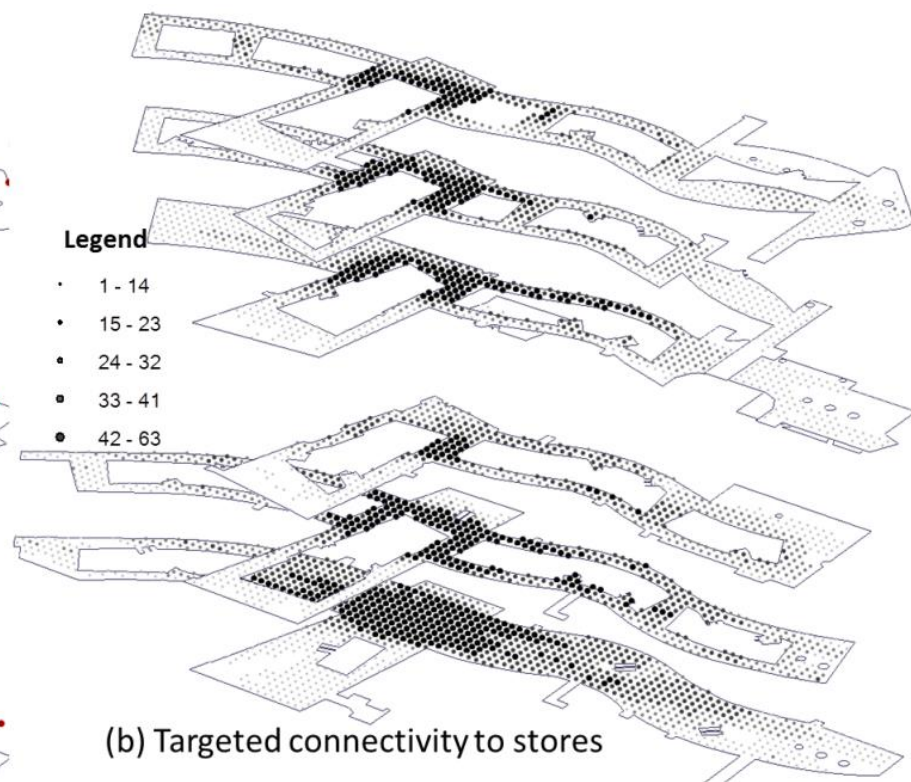 Legend
1 - 14
15 - 23
24 - 32
33 - 41
42 - 63
(b) Targeted connectivity to stores